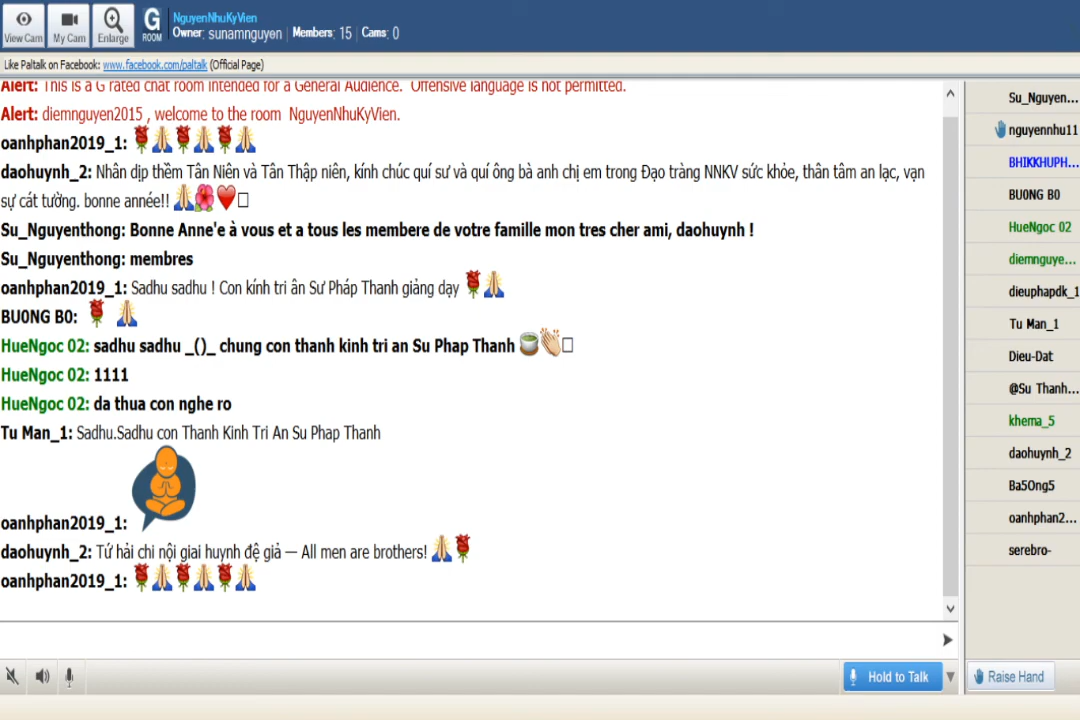 View Cam
My Cam
Enlarge
G
ROOM
NguyenNhuKyVien
Owner: sunamnguyen | Members: 15 | Cams: 0
Like Paltalk on Facebook: www.facebook.com/paltalk (Official Page)
Alert: This is a G rated chat room intended for a General Audience. Offensive language is not permitted.
Alert: diemnguyen2015 , welcome to the room NguyenNhuKyVien.
oanhphan2019_1: 🌹🙏🌹🙏🌹🙏
daohuynh_2: Nhân dịp thềm Tân Niên và Tân Thập niên, kính chúc quí sư và quí ông bà anh chị em trong Đạo tràng NNKV sức khỏe, thân tâm an lạc, vạn
sự cát tường. bonne année!! 🙏🌺❤️
Su_Nguyenthong: Bonne Anne'e à vous et a tous les membere de votre famille mon tres cher ami, daohuynh !
Su_Nguyenthong: membres
oanhphan2019_1: Sadhu sadhu ! Con kính tri ân Sư Pháp Thanh giảng dạy 🌹🙏
BU0NG B0: 🌹 🙏
HueNgoc 02: sadhu sadhu _()_ chung con thanh kinh tri an Su Phap Thanh 🍵👏
HueNgoc 02: 1111
HueNgoc 02: da thua con nghe ro
Tu Man_1: Sadhu.Sadhu con Thanh Kinh Tri An Su Phap Thanh
oanhphan2019_1:
daohuynh_2: Tứ hải chi nội giai huynh đệ giả — All men are brothers! 🙏🌹
oanhphan2019_1: 🌹🙏🌹🙏🌹🙏
Hold to Talk
Su_Nguyen...
nguyennhu11
BHIKKHUPH...
BU0NG B0
HueNgoc 02
diemnguye...
dieuphapdk_1
Tu Man_1
Dieu-Dat
@Su Thanh...
khema_5
daohuynh_2
Ba5Ong5
oanhphan2...
serebro-
Raise Hand